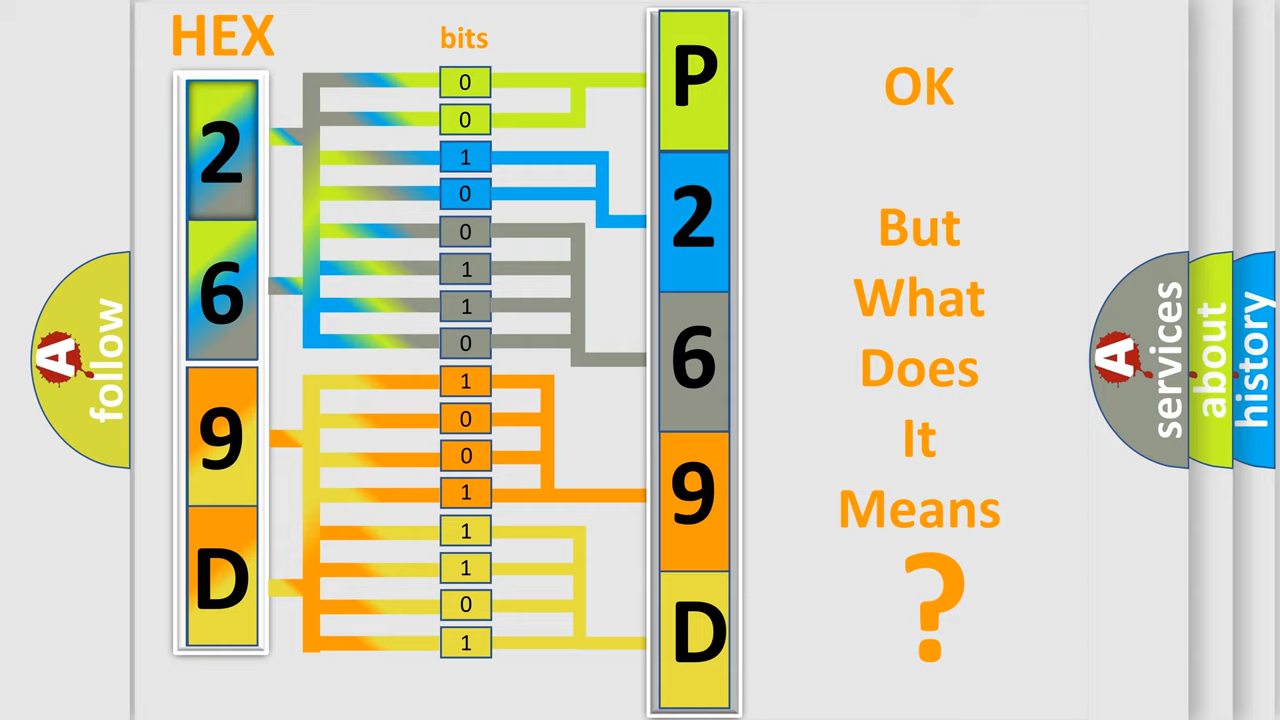 HEX
bits
2
6
9
D
0
0
1
0
0
1
1
0
1
0
0
1
1
1
0
1
P
2
6
9
D
OK
But
What
Does
It
Means
?
A
follow
A
services
about
history